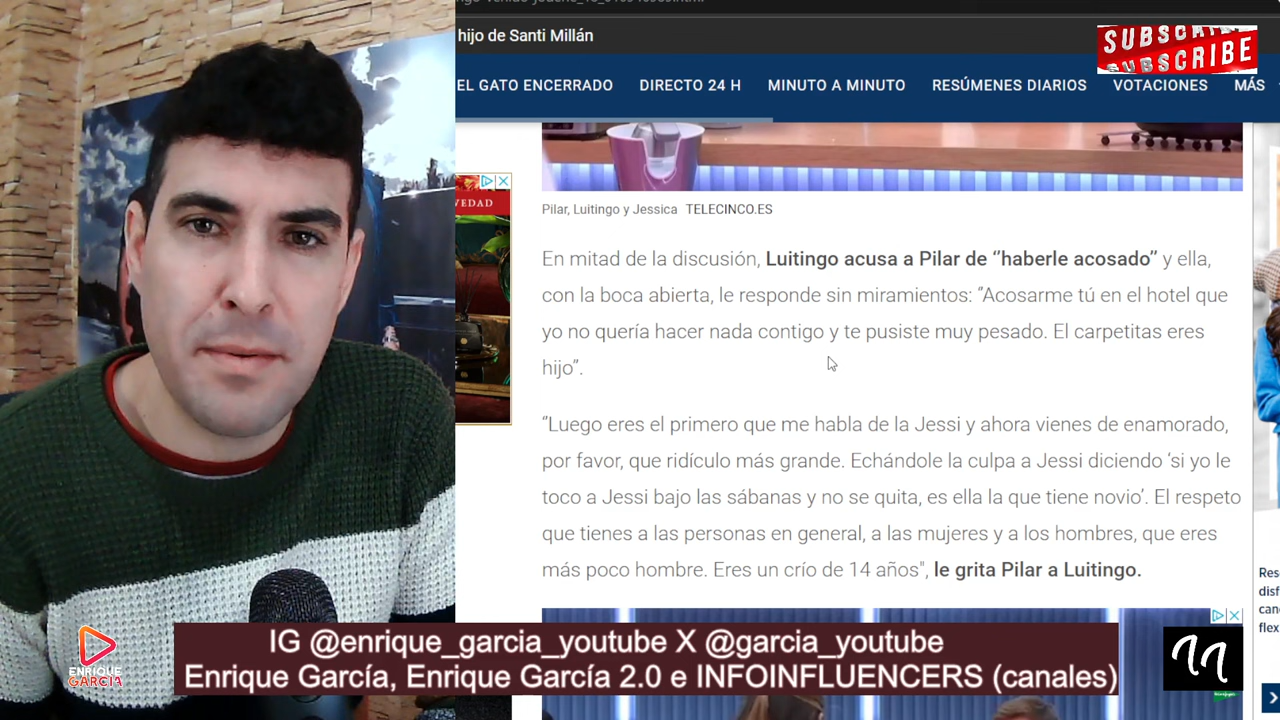 hijo de Santi Millán
SUBSCRIBE
SUBSCRIBE
EL GATO ENCERRADO DIRECTO 24 H MINUTO A MINUTO RESÚMENES DIARIOS VOTACIONES MÁS
VEDAD
Pilar, Luitingo y Jessica TELECINCO.ES
En mitad de la discusión, Luitingo acusa a Pilar de “haberle acosado” y ella,
con la boca abierta, le responde sin miramientos: “Acosarme tú en el hotel que
yo no quería hacer nada contigo y te pusiste muy pesado. El carpetitas eres
hijo”.
“Luego eres el primero que me habla de la Jessi y ahora vienes de enamorado,
por favor, que ridículo más grande. Echándole la culpa a Jessi diciendo ‘si yo le
toco a Jessi bajo las sábanas y no se quita, es ella la que tiene novio’. El respeto
que tienes a las personas en general, a las mujeres y a los hombres, que eres
más poco hombre. Eres un crío de 14 años", le grita Pilar a Luitingo.
IG @enrique_garcia_youtube X @garcia_youtube
Enrique García, Enrique García 2.0 e INFOINFLUENCERS (canales)
ENRIQUE
GARCÍA